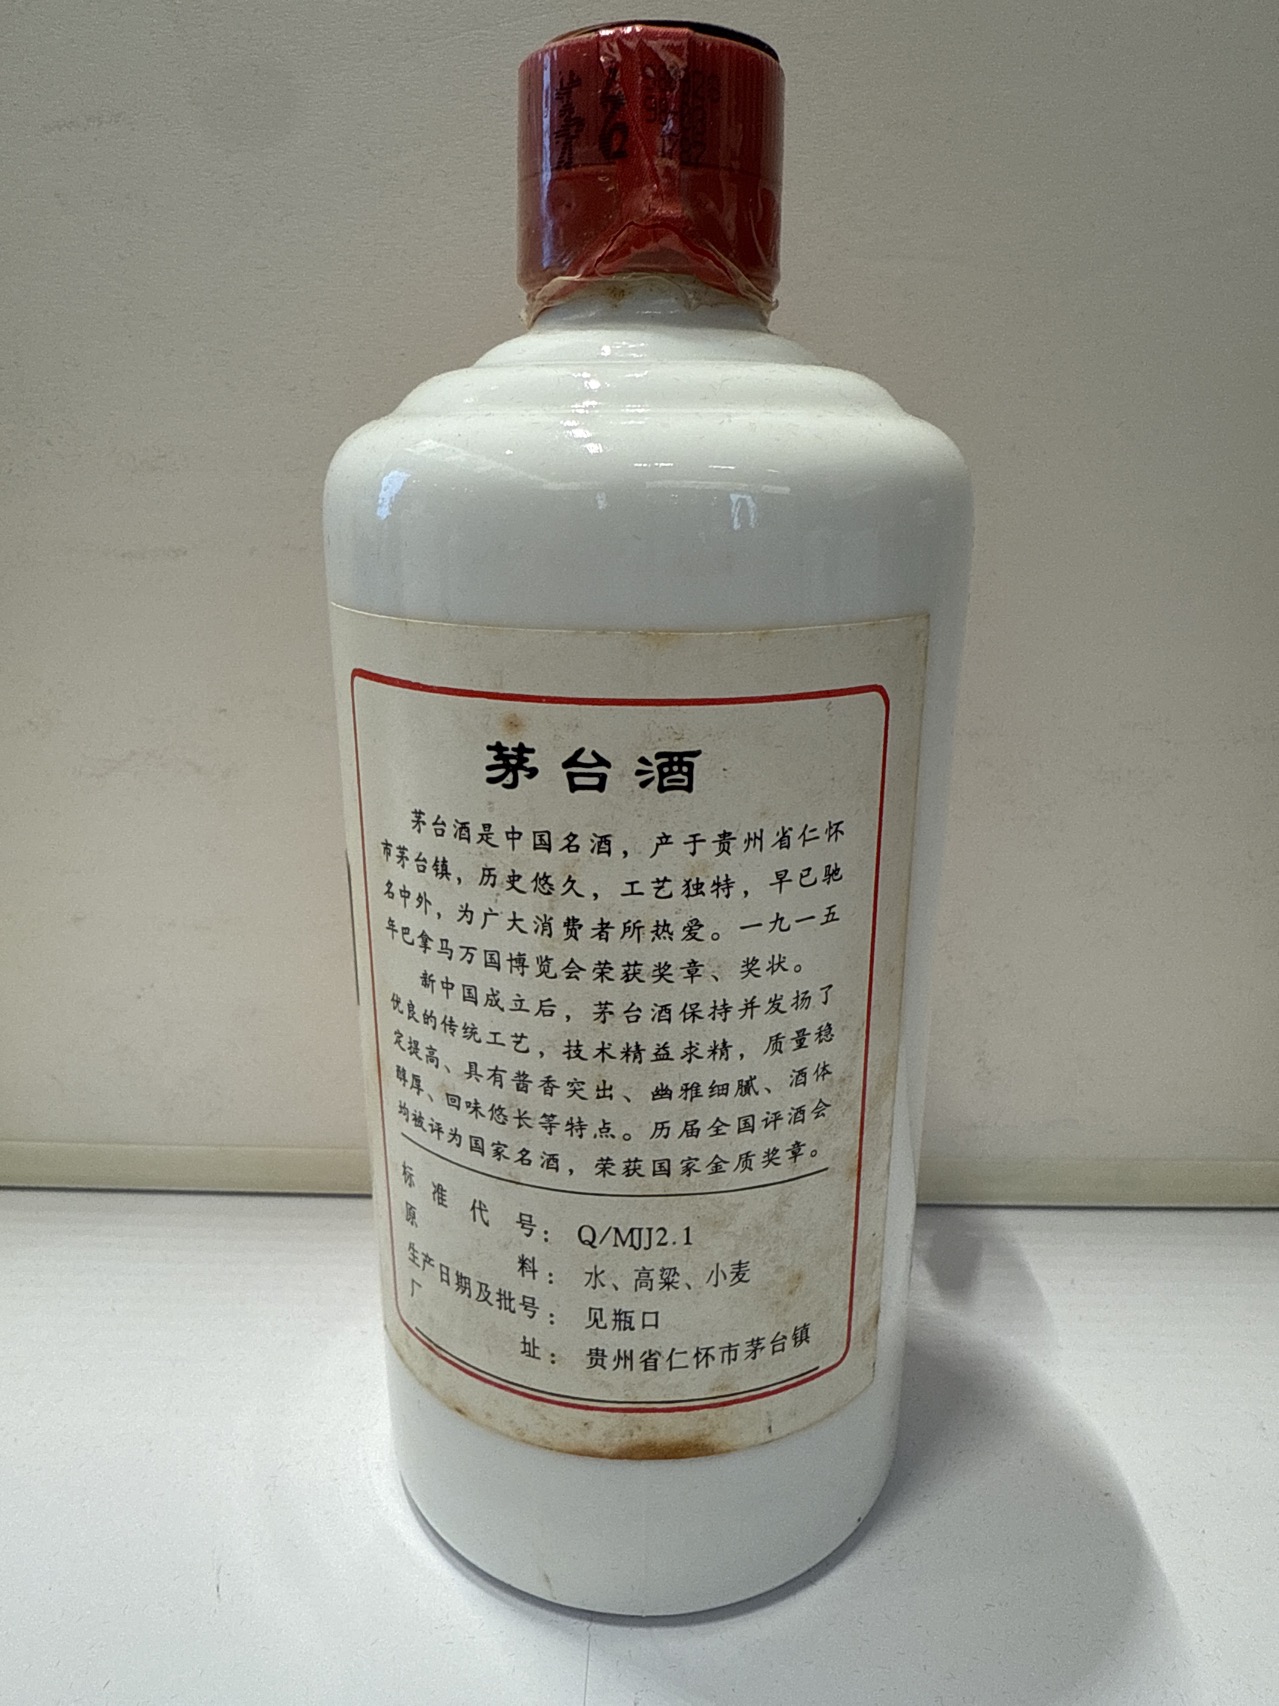 茅台酒
茅台酒是中国名酒，产于贵州省仁怀
市茅台镇，历史悠久，工艺独特，早已驰
名中外，为广大消费者所热爱。一九一五
年巴拿马万国博览会荣获奖章、奖状。
新中国成立后，茅台酒保持并发扬了
优良的传统工艺，技术精益求精，质量稳
定提高、具有酱香突出、幽雅细腻、酒体
醇厚、回味悠长等特点。历届全国评酒会
均被评为国家名酒，荣获国家金质奖章。
标准代号：Q/MJJ2.1
原料：水、高粱、小麦
生产日期及批号：见瓶口
厂址：贵州省仁怀市茅台镇